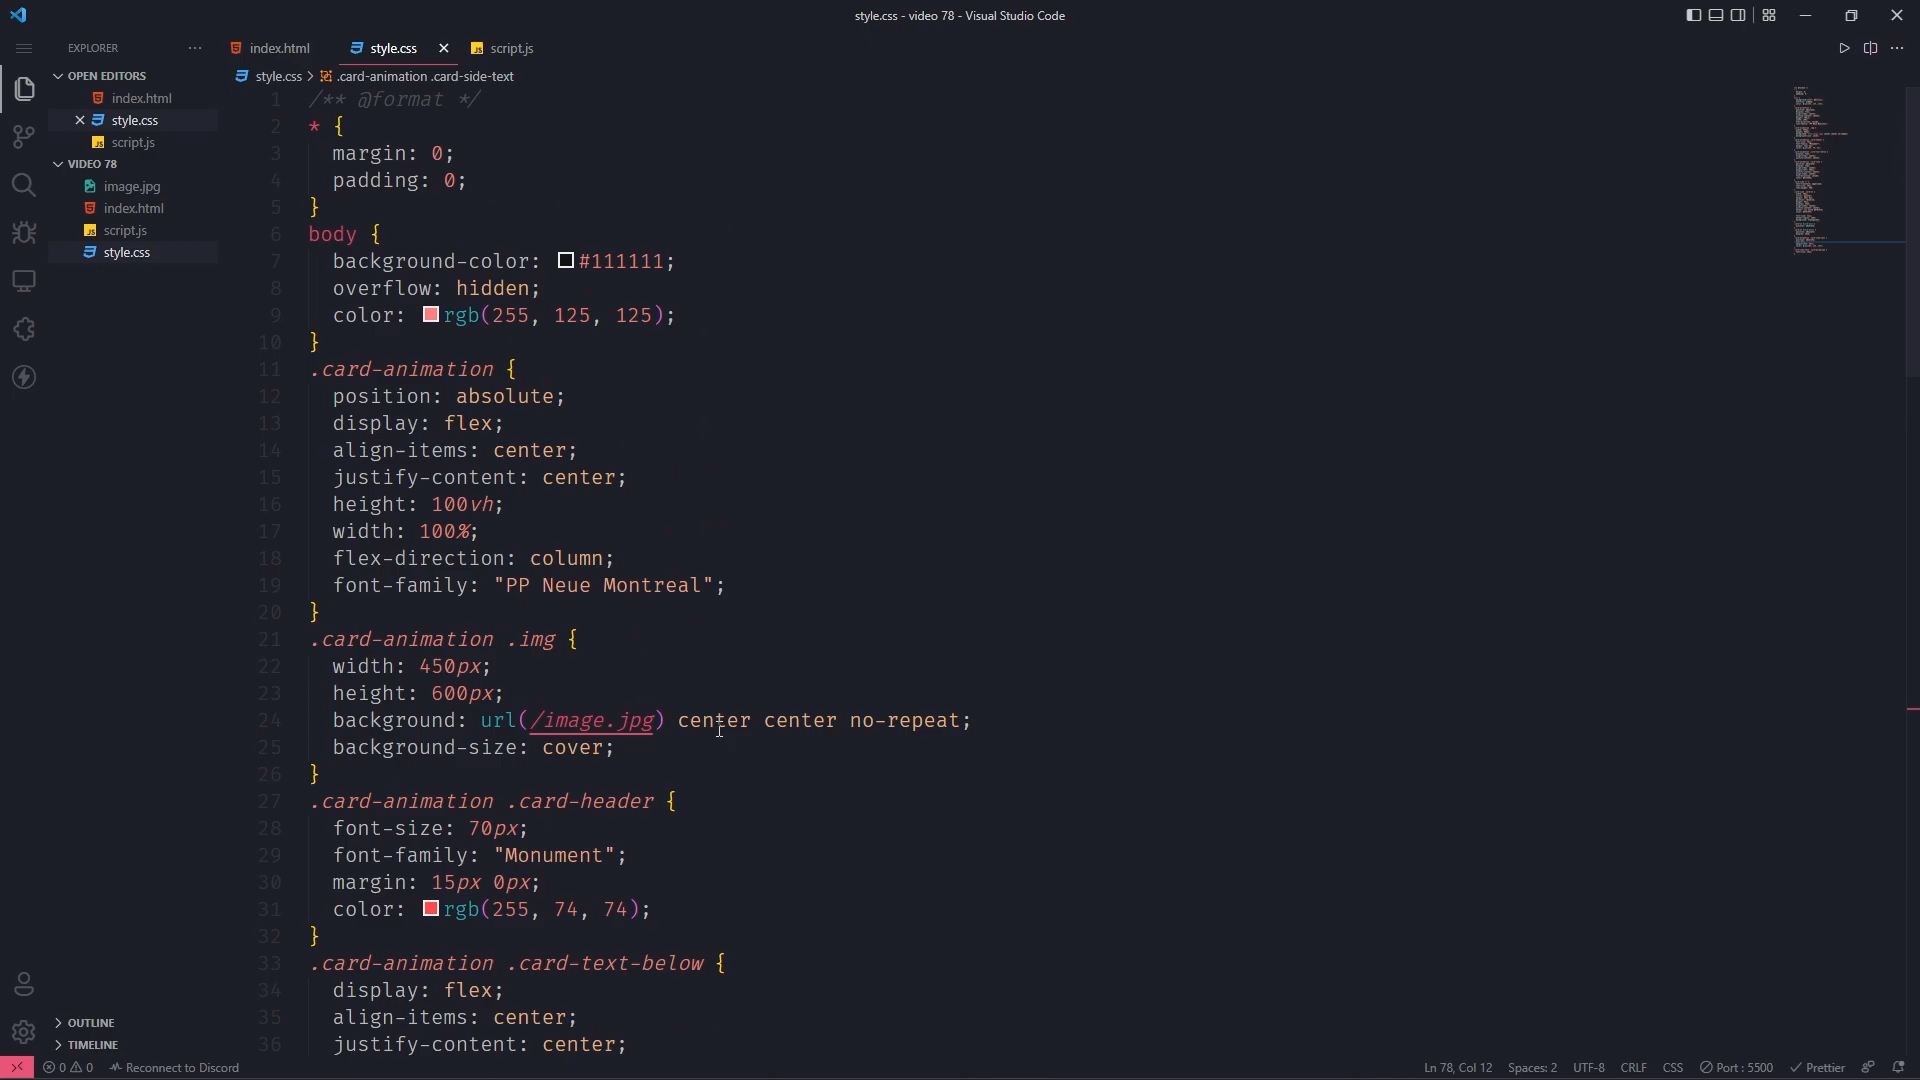 style.css - video 78 - Visual Studio Code
EXPLORER
index.html
style.css
script.js
OPEN EDITORS
index.html
style.css
script.js
VIDEO 78
image.jpg
index.html
script.js
style.css
OUTLINE
TIMELINE
style.css > .card-animation .card-side-text
1 /** @format */
2 * {
3 margin: 0;
4 padding: 0;
5 }
6 body {
7 background-color: #111111;
8 overflow: hidden;
9 color: rgb(255, 125, 125);
10 }
11 .card-animation {
12 position: absolute;
13 display: flex;
14 align-items: center;
15 justify-content: center;
16 height: 100vh;
17 width: 100%;
18 flex-direction: column;
19 font-family: "PP Neue Montreal";
20 }
21 .card-animation .img {
22 width: 450px;
23 height: 600px;
24 background: url(/image.jpg) center center no-repeat;
25 background-size: cover;
26 }
27 .card-animation .card-header {
28 font-size: 70px;
29 font-family: "Monument";
30 margin: 15px 0px;
31 color: rgb(255, 74, 74);
32 }
33 .card-animation .card-text-below {
34 display: flex;
35 align-items: center;
36 justify-content: center;
0 0 Reconnect to Discord
Ln 78, Col 12 Spaces: 2 UTF-8 CRLF CSS Port : 5500 Prettier